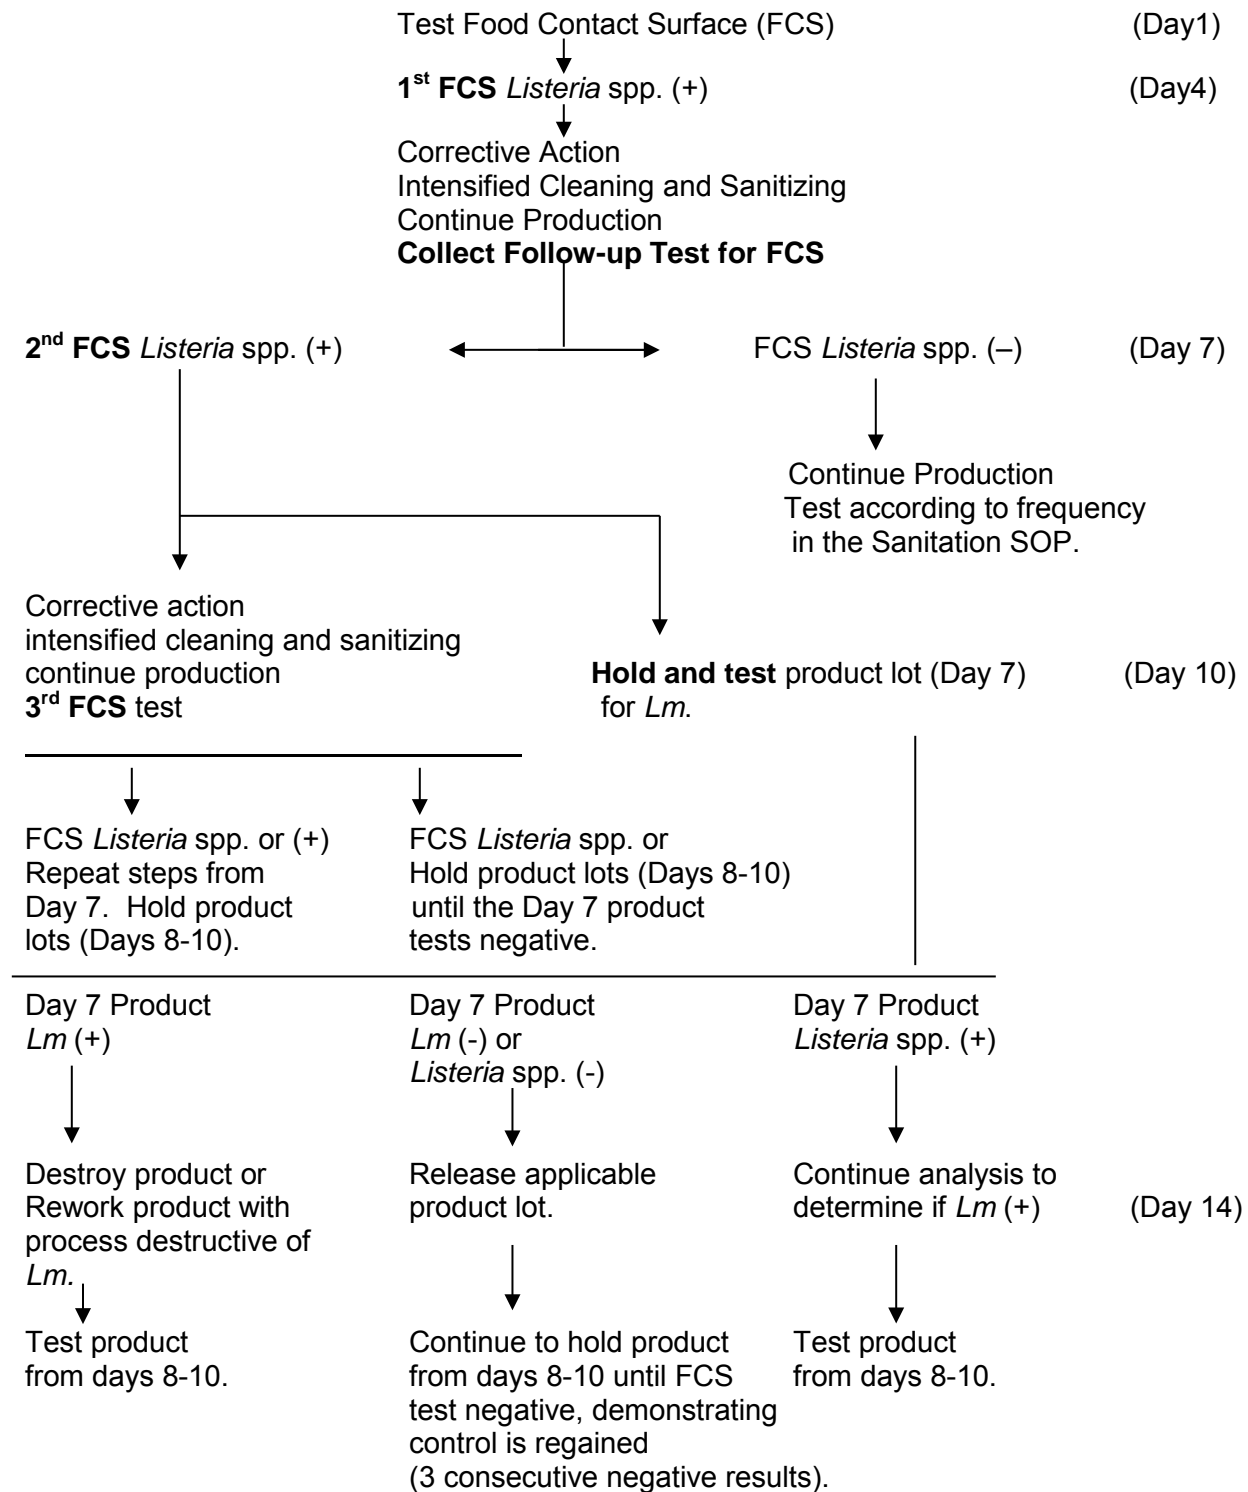 Test Food Contact Surface (FCS) (Day1)
1st FCS Listeria spp. (+) (Day4)
Corrective Action
Intensified Cleaning and Sanitizing
Continue Production
Collect Follow-up Test for FCS
2nd FCS Listeria spp. (+) FCS Listeria spp. (–) (Day 7)
Continue Production
Test according to frequency
in the Sanitation SOP.
Corrective action
intensified cleaning and sanitizing
continue production
3rd FCS test
Hold and test product lot (Day 7) (Day 10)
for Lm.
FCS Listeria spp. or (+)
Repeat steps from
Day 7. Hold product
lots (Days 8-10).
FCS Listeria spp. or
Hold product lots (Days 8-10)
until the Day 7 product
tests negative.
Day 7 Product
Lm (+)
Day 7 Product
Lm (-) or
Listeria spp. (-)
Day 7 Product
Listeria spp. (+)
Destroy product or
Rework product with
process destructive of
Lm.
Release applicable
product lot.
Continue analysis to
determine if Lm (+) (Day 14)
Test product
from days 8-10.
Continue to hold product
from days 8-10 until FCS
test negative, demonstrating
control is regained
(3 consecutive negative results).
Test product
from days 8-10.